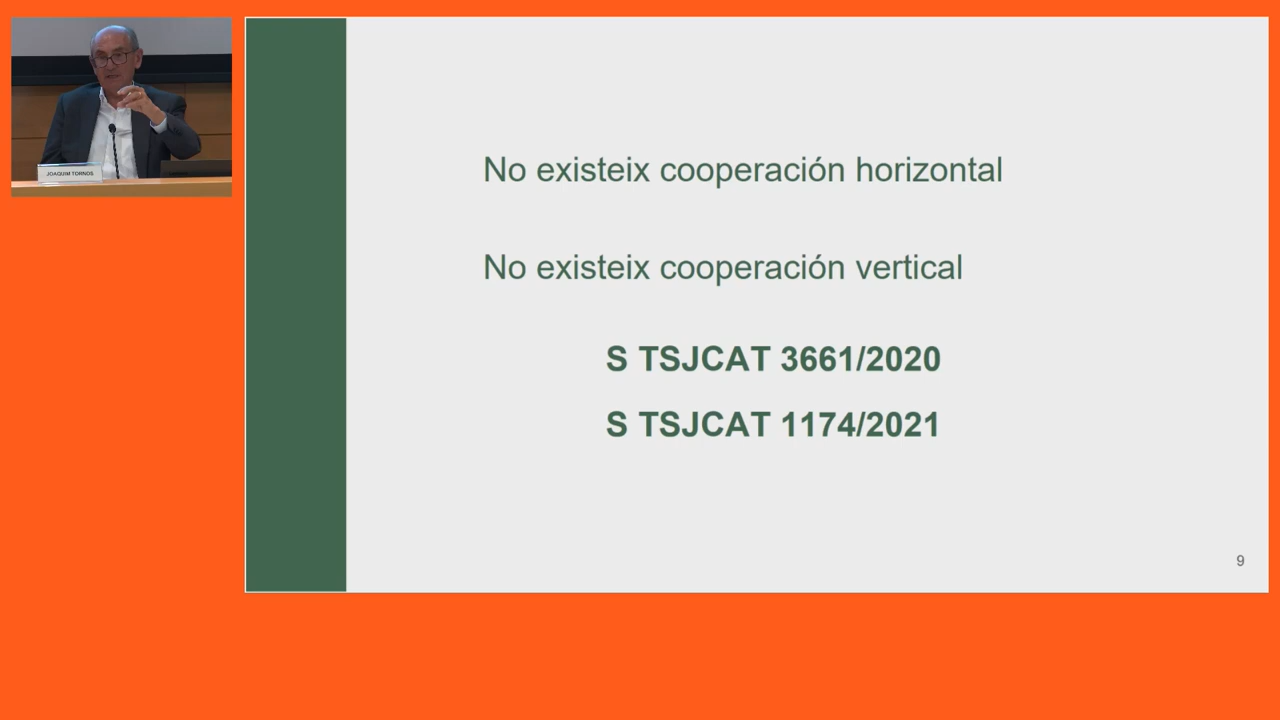 JOAQUIM TORNOS
No existeix cooperación horizontal
No existeix cooperación vertical
S TSJCAT 3661/2020
S TSJCAT 1174/2021
9